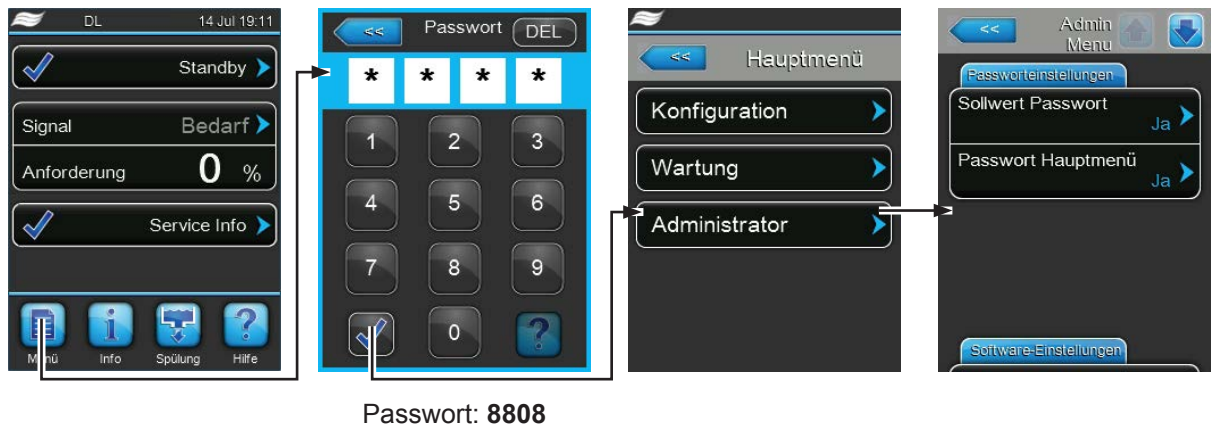 DL 14 Jul 19:11
Standby
Signal Bedarf
Anforderung 0 %
Service Info
Menü Info Spülung Hilfe
<< Passwort DEL
* * * *
1 2 3
4 5 6
7 8 9
0 ?
Passwort: 8808
<< Hauptmenü
Konfiguration
Wartung
Administrator
<< Admin
Menu
Passworteinstellungen
Sollwert Passwort
Ja
Passwort Hauptmenü
Ja
Software-Einstellungen